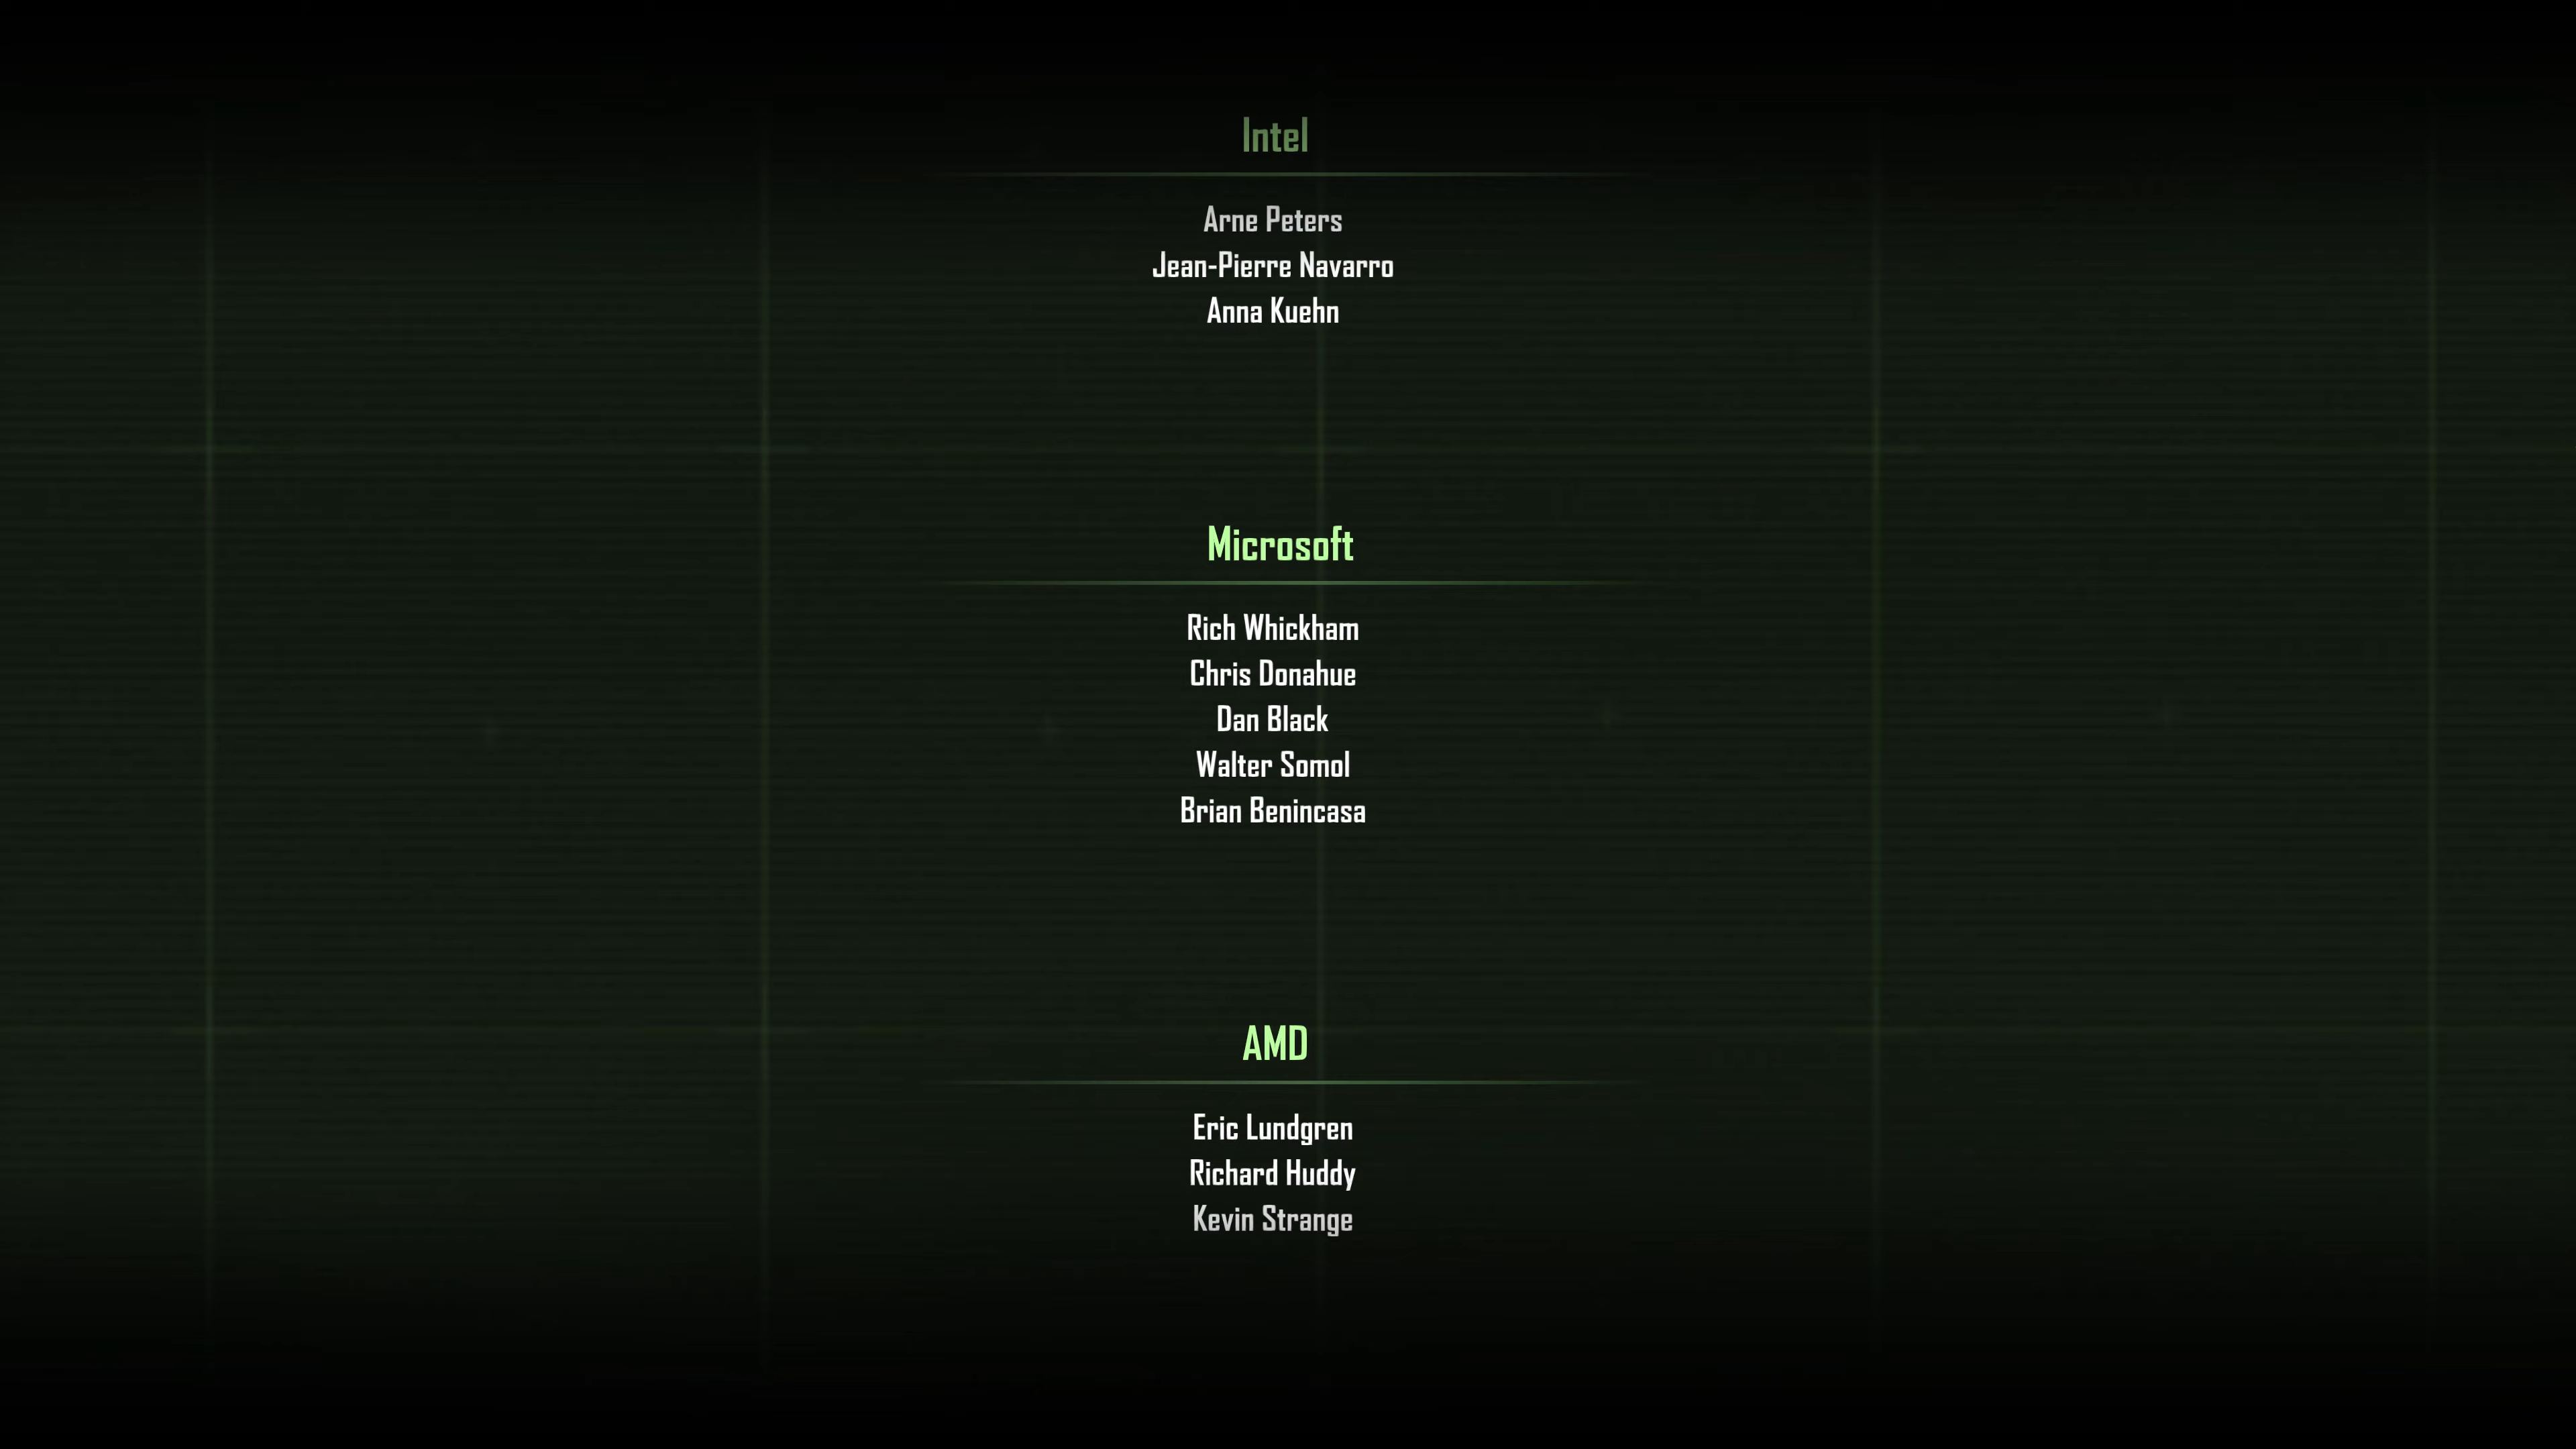 Intel
Arne Peters
Jean-Pierre Navarro
Anna Kuehn
Microsoft
Rich Whickham
Chris Donahue
Dan Black
Walter Somol
Brian Benincasa
AMD
Eric Lundgren
Richard Huddy
Kevin Strange